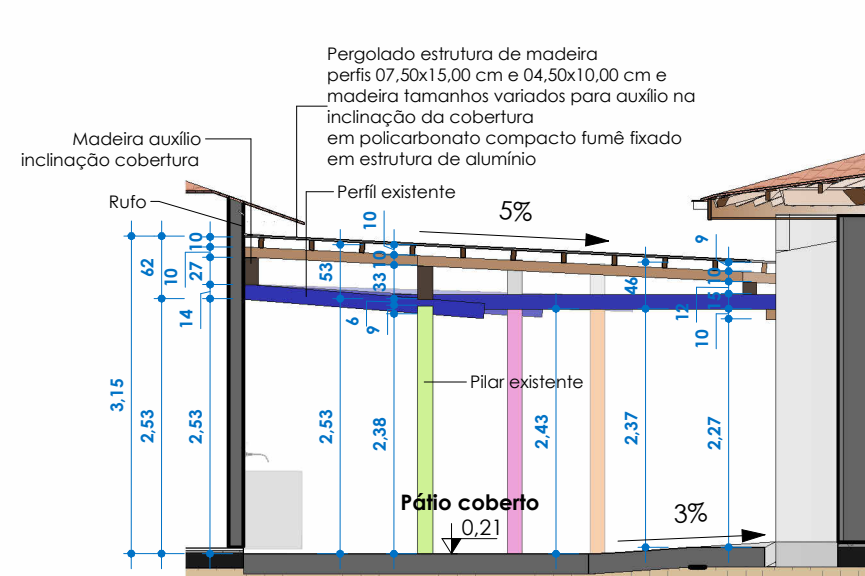 Pergolado estrutura de madeira
perfis 07,50x15,00 cm e 04,50x10,00 cm e
madeira tamanhos variados para auxílio na
inclinação da cobertura
em policarbonato compacto fumê fixado
em estrutura de alumínio
Madeira auxílio
inclinação cobertura
Rufo
Perfíl existente
5%
10
9
62
10
10
27
14
53
10
33
6
9
46
10
15
12
10
3,15
2,53
2,53
2,53
2,38
2,43
2,37
2,27
Pilar existente
Pátio coberto
0,21
3%